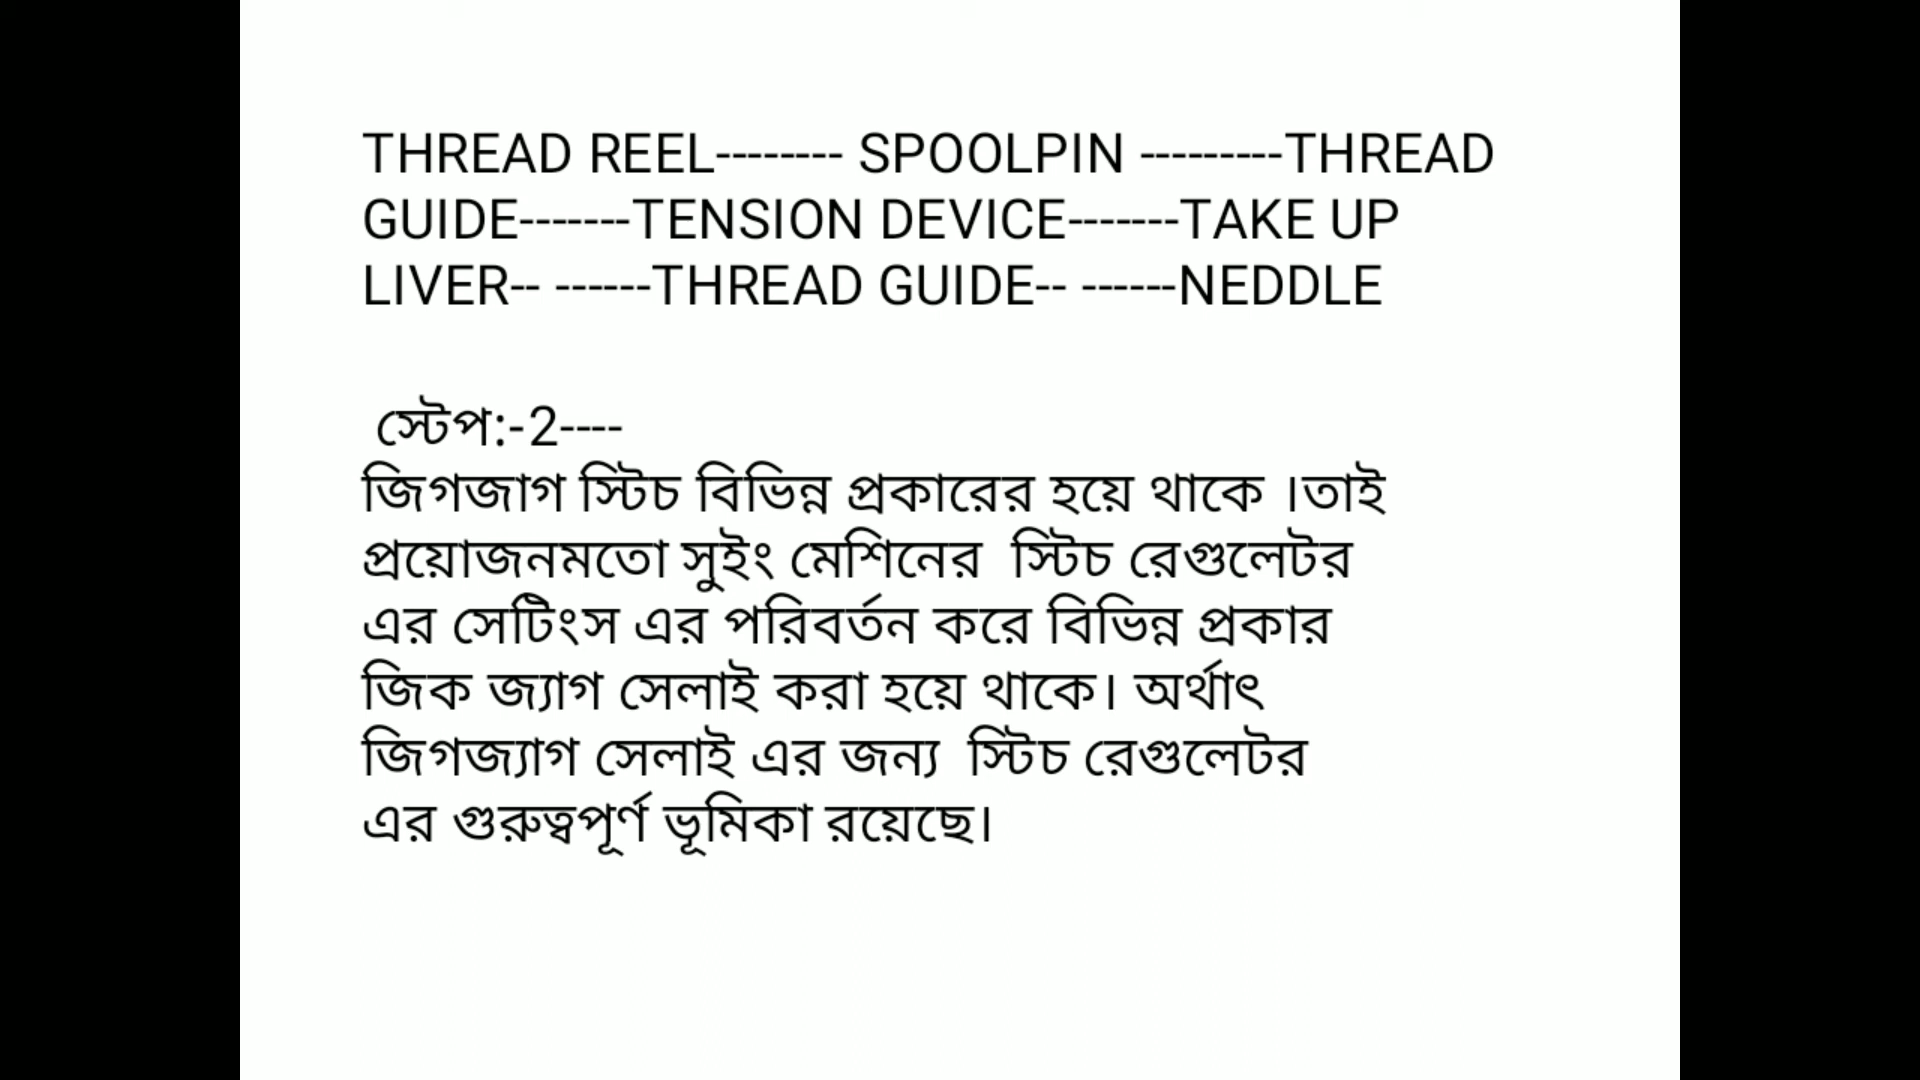 THREAD REEL-------- SPOOLPIN ---------THREAD
GUIDE-------TENSION DEVICE-------TAKE UP
LIVER-- ------THREAD GUIDE-- ------NEDDLE
স্টেপ:-2----
জিগজাগ স্টিচ বিভিন্ন প্রকারের হয়ে থাকে ।তাই
প্রয়োজনমতো সুইং মেশিনের  স্টিচ রেগুলেটর
এর সেটিংস এর পরিবর্তন করে বিভিন্ন প্রকার
জিক জ্যাগ সেলাই করা হয়ে থাকে। অর্থাৎ
জিগজ্যাগ সেলাই এর জন্য  স্টিচ রেগুলেটর
এর গুরুত্বপূর্ণ ভূমিকা রয়েছে।